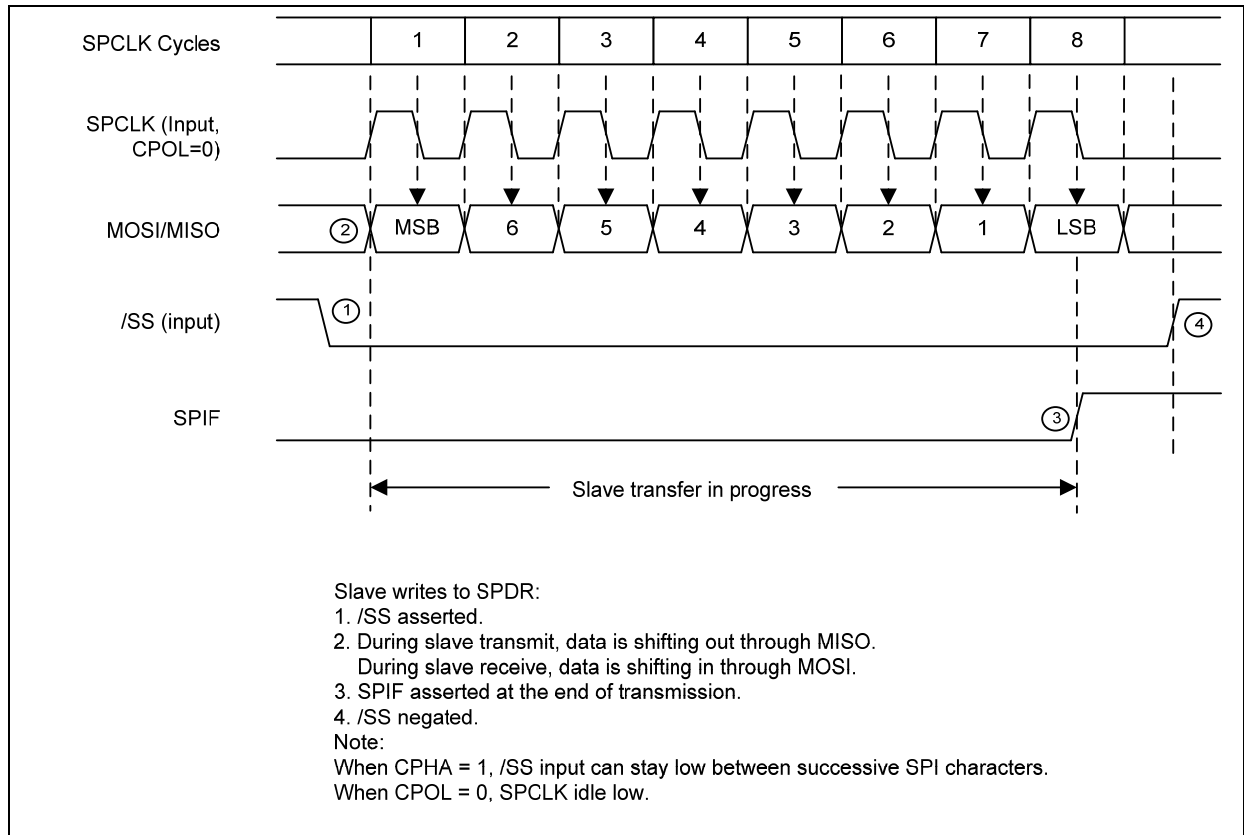 SPCLK Cycles 1 2 3 4 5 6 7 8
SPCLK (Input,
CPOL=0)
MOSI/MISO 2 MSB 6 5 4 3 2 1 LSB
/SS (input) 1 4
SPIF 3
Slave transfer in progress
Slave writes to SPDR:
1. /SS asserted.
2. During slave transmit, data is shifting out through MISO.
During slave receive, data is shifting in through MOSI.
3. SPIF asserted at the end of transmission.
4. /SS negated.
Note:
When CPHA = 1, /SS input can stay low between successive SPI characters.
When CPOL = 0, SPCLK idle low.